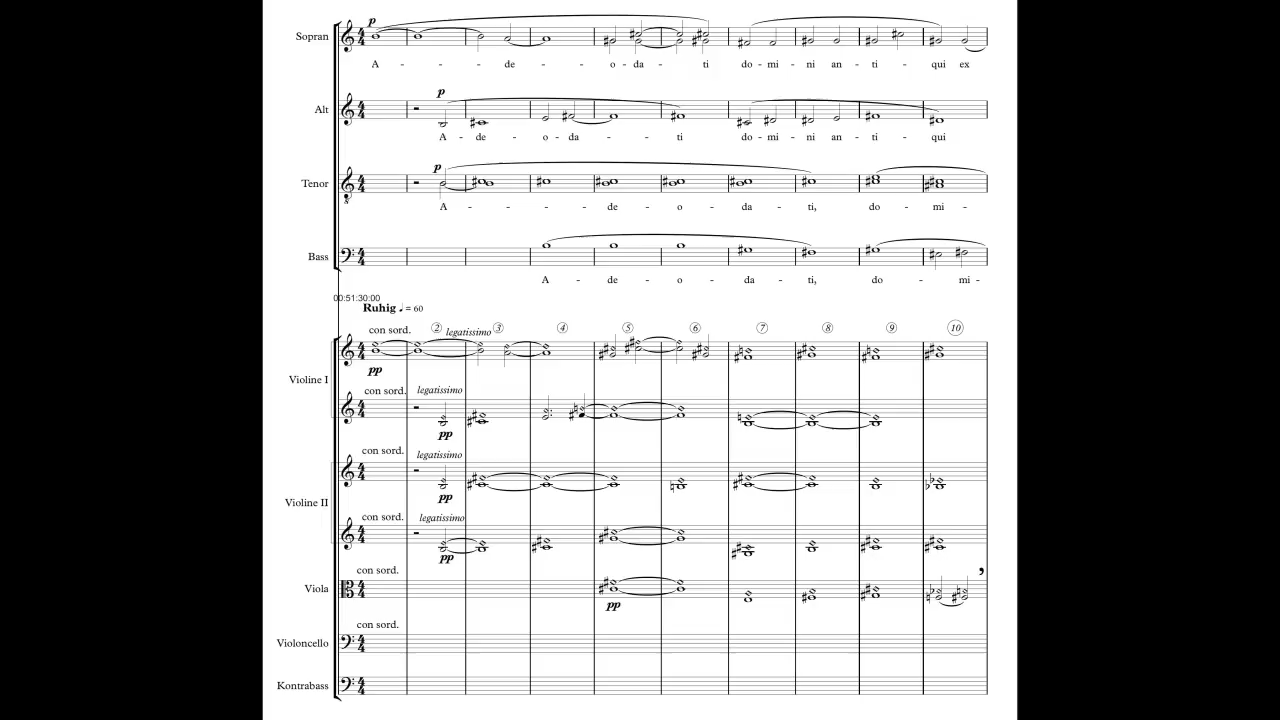 p
Sopran
A - - - de - - o - da - ti do - mi - ni an - ti - qui ex
p
Alt
A - de - o - da - ti do - mi - ni an - ti - qui
p
Tenor
A - - - - de - o - da - ti, do - mi -
Bass
A - de - o - da - ti, do - mi -
00:51:30:00
Ruhig ♩ = 60
con sord. 2 legatissimo 3 4 5 6 7 8 9 10
pp
Violine I
con sord. legatissimo
pp
con sord. legatissimo
pp
Violine II
con sord. legatissimo
pp
con sord.
Viola
pp
con sord.
Violoncello
Kontrabass